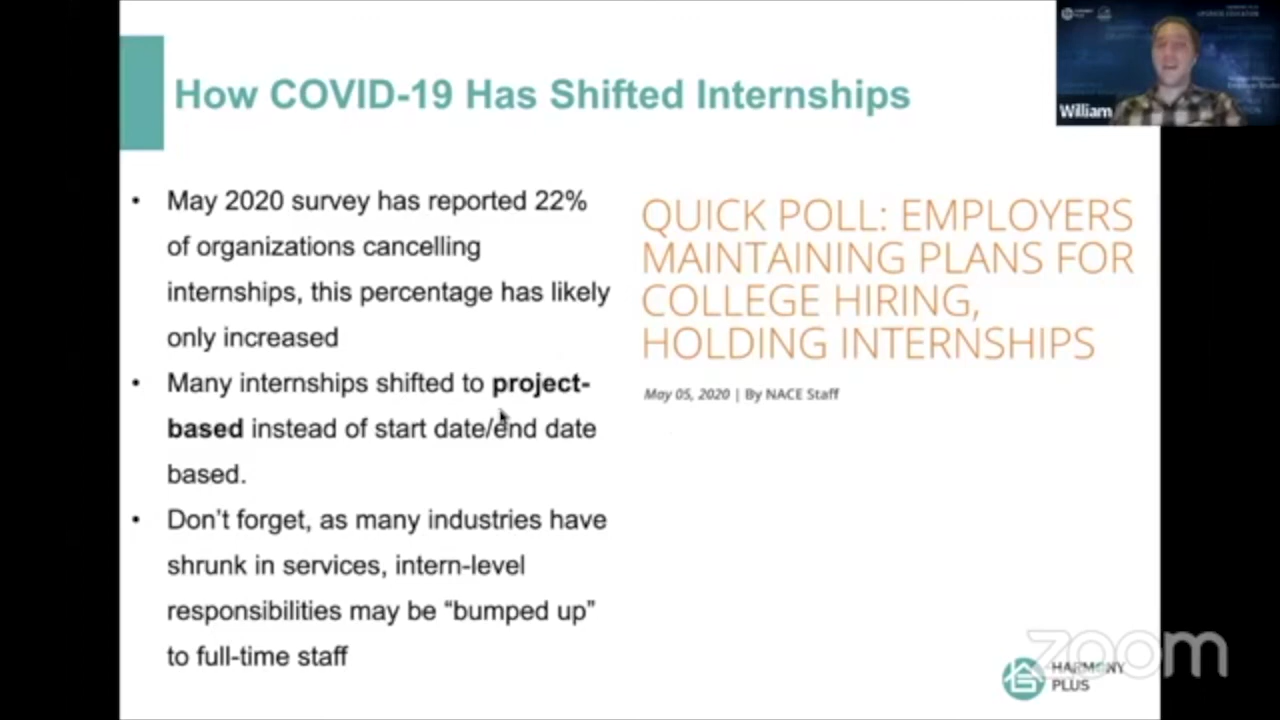 How COVID-19 Has Shifted Internships
William
• May 2020 survey has reported 22%
of organizations cancelling
internships, this percentage has likely
only increased
• Many internships shifted to project-
based instead of start date/end date
based.
• Don't forget, as many industries have
shrunk in services, intern-level
responsibilities may be “bumped up”
to full-time staff
QUICK POLL: EMPLOYERS
MAINTAINING PLANS FOR
COLLEGE HIRING,
HOLDING INTERNSHIPS
May 05, 2020 | By NACE Staff
HARMONY
PLUS
zoom